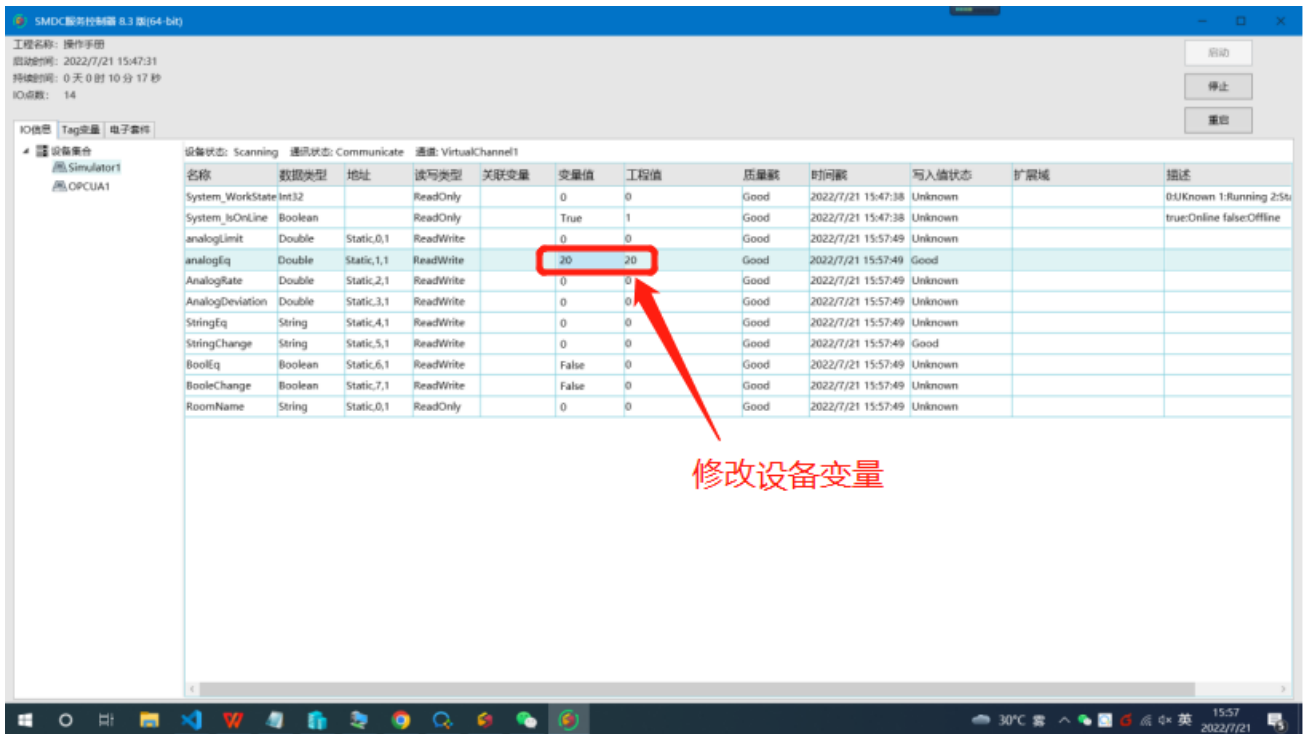 SMDC服务控制器 8.3 版(64-bit)
工程名称: 操作手册
启动时间: 2022/7/21 15:47:31
持续时间: 0 天 0 时 10 分 17 秒
IO点数: 14
启动
停止
重启
IO信息 Tag变量 电子套件
设备集合
Simulator1
OPCUA1
设备状态: Scanning 通讯状态: Communicate 通道: VirtualChannel1
名称 数据类型 地址 读写类型 关联变量 变量值 工程值 质量戳 时间戳 写入值状态 扩展域 描述
System_WorkState Int32 ReadOnly 0 0 Good 2022/7/21 15:47:38 Unknown 0:UKnown 1:Running 2:Sta
System_IsOnLine Boolean ReadOnly True 1 Good 2022/7/21 15:47:38 Unknown true:Online false:Offline
analogLimit Double Static,0,1 ReadWrite 0 0 Good 2022/7/21 15:57:49 Unknown
analogEq Double Static,1,1 ReadWrite 20 20 Good 2022/7/21 15:57:49 Good
AnalogRate Double Static,2,1 ReadWrite 0 0 Good 2022/7/21 15:57:49 Unknown
AnalogDeviation Double Static,3,1 ReadWrite 0 0 Good 2022/7/21 15:57:49 Unknown
StringEq String Static,4,1 ReadWrite 0 0 Good 2022/7/21 15:57:49 Unknown
StringChange String Static,5,1 ReadWrite 0 0 Good 2022/7/21 15:57:49 Good
BoolEq Boolean Static,6,1 ReadWrite False 0 Good 2022/7/21 15:57:49 Unknown
BooleChange Boolean Static,7,1 ReadWrite False 0 Good 2022/7/21 15:57:49 Unknown
RoomName String Static,0,1 ReadOnly 0 0 Good 2022/7/21 15:57:49 Unknown
修改设备变量
30°C 雾 英 15:57
2022/7/21